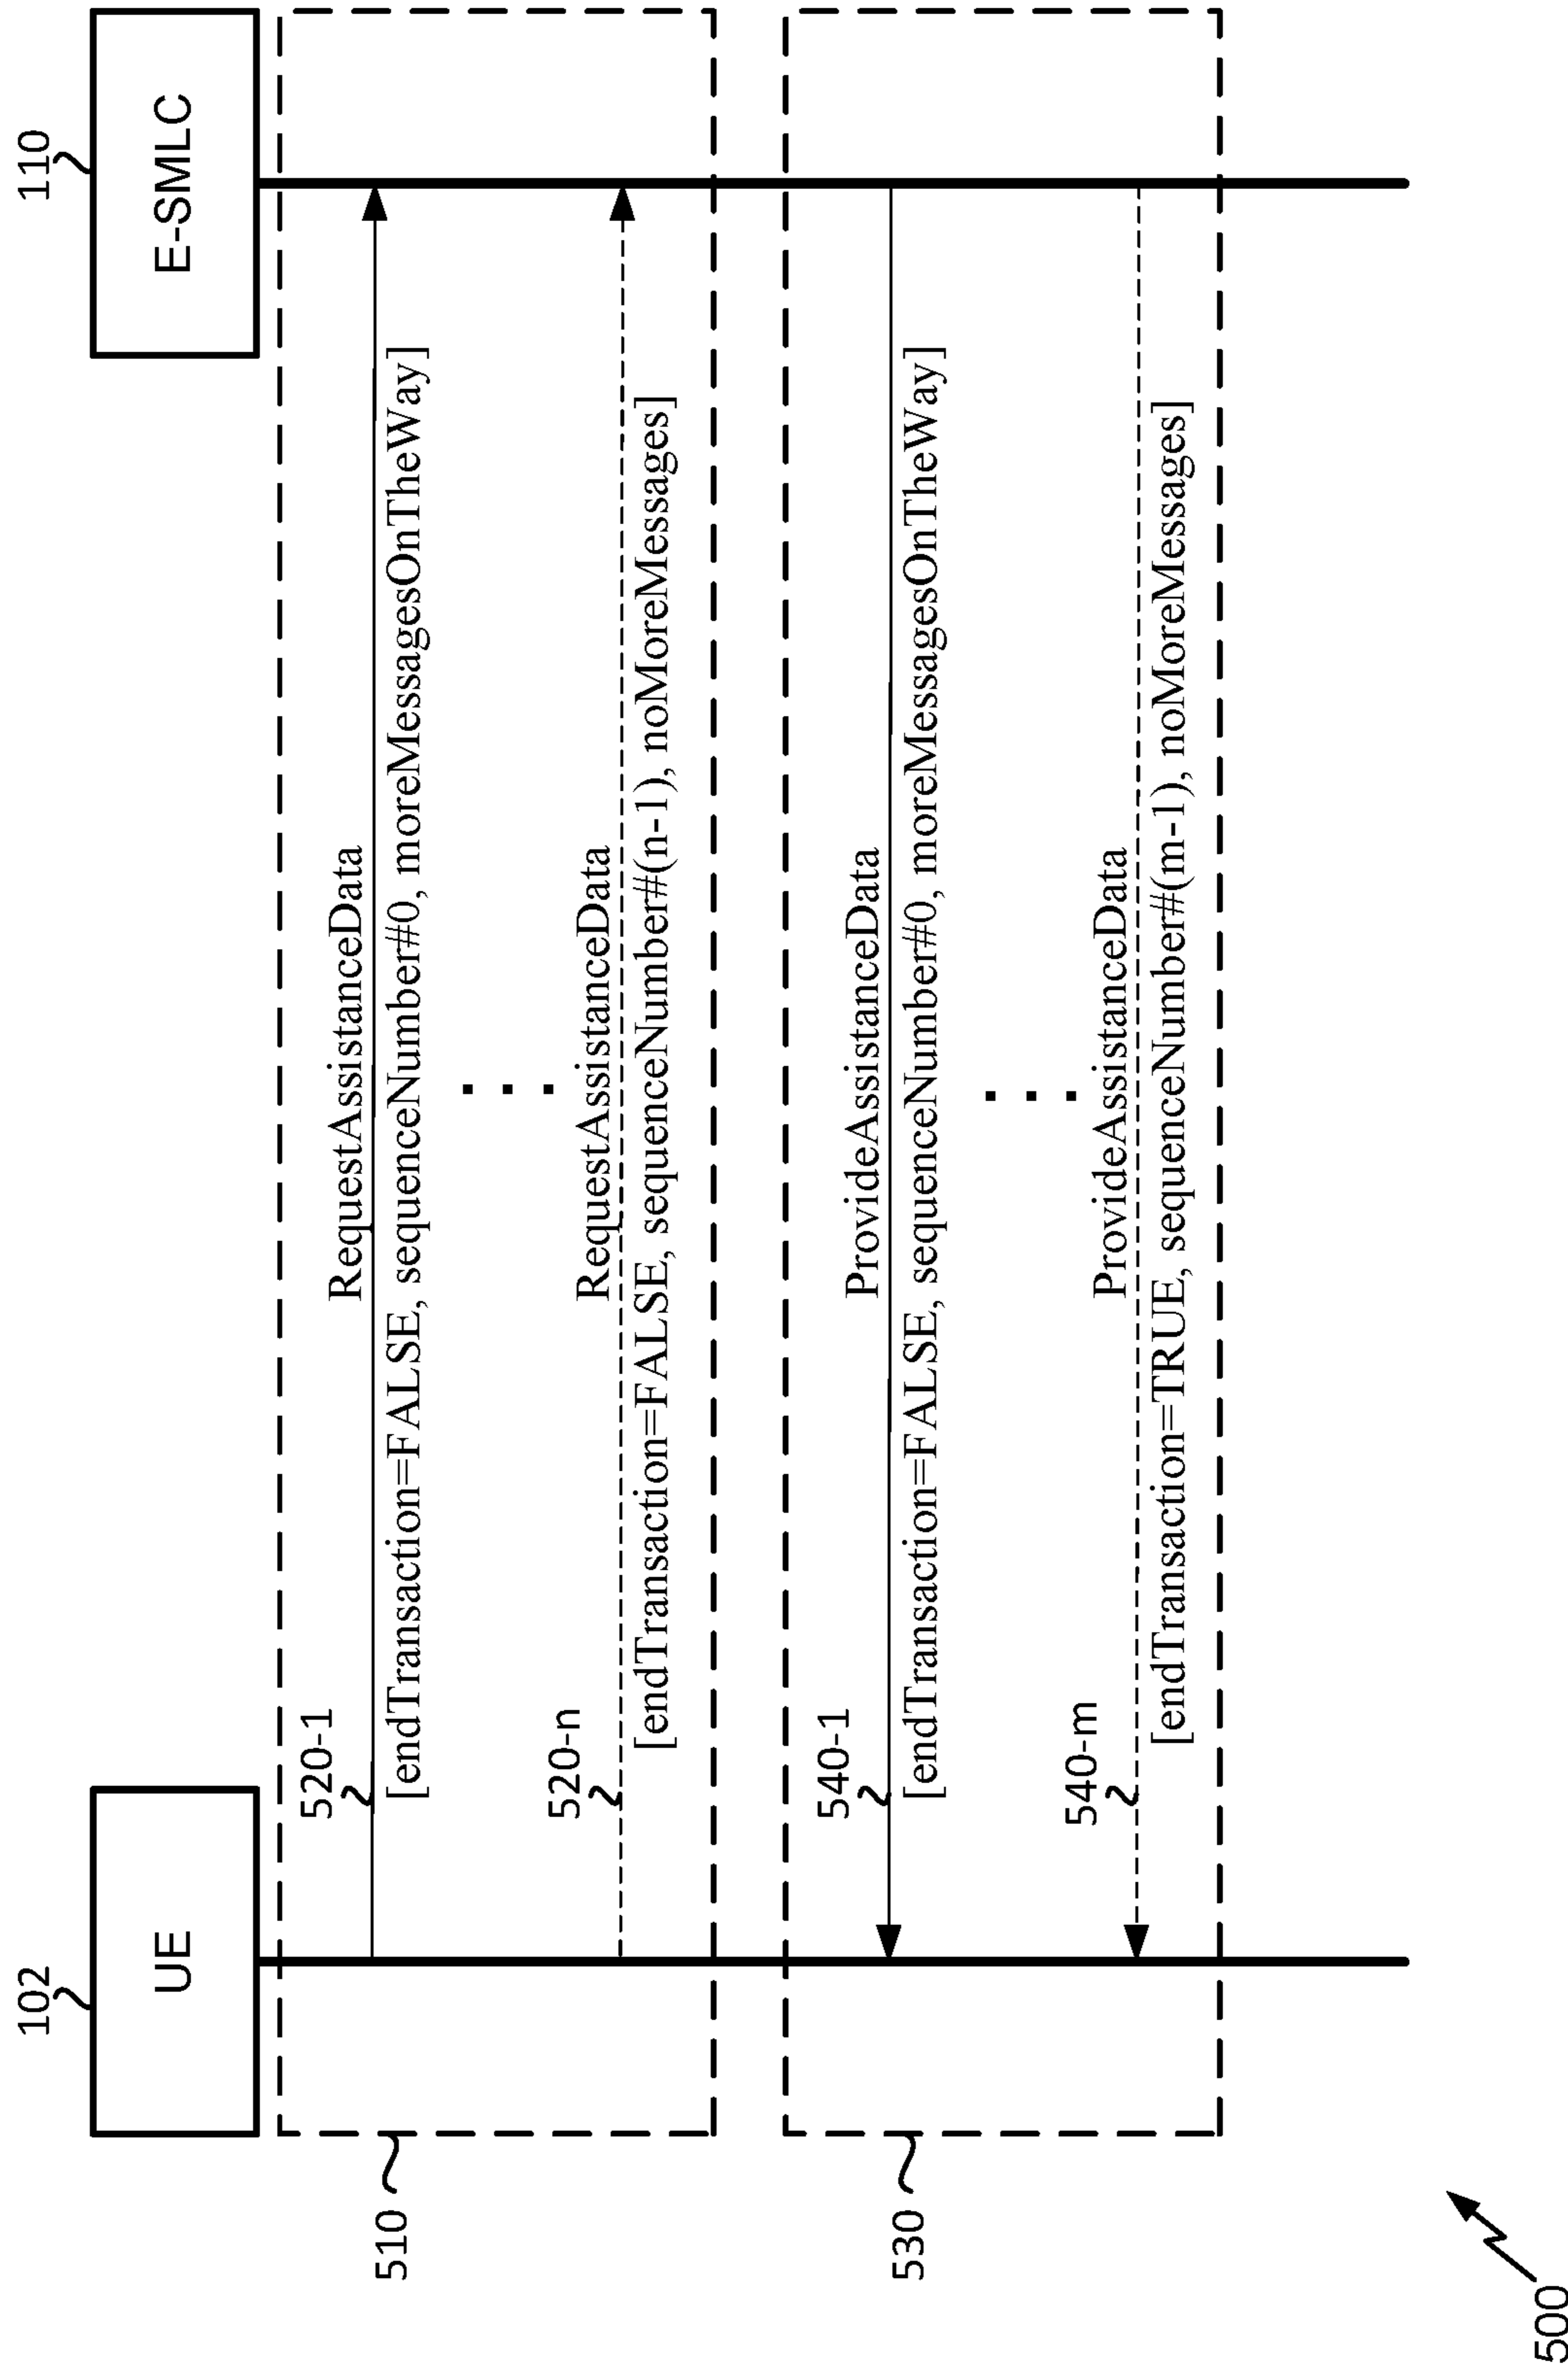 102
110
UE
E-SMLC
510
520-1
RequestAssistanceData
[endTransaction=FALSE, sequenceNumber#0, moreMessagesOnTheWay]
520-n
RequestAssistanceData
[endTransaction=FALSE, sequenceNumber#(n-1), noMoreMessages]
530
540-1
ProvideAssistanceData
[endTransaction=FALSE, sequenceNumber#0, moreMessagesOnTheWay]
540-m
ProvideAssistanceData
[endTransaction=TRUE, sequenceNumber#(m-1), noMoreMessages]
500